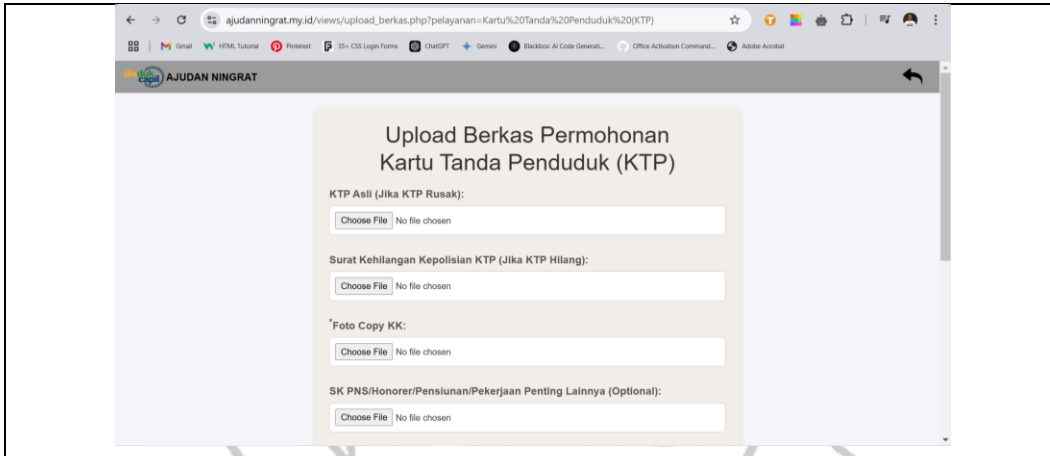 ajudanningrat.my.id/views/upload_berkas.php?pelayanan=Kartu%20Tanda%20Penduduk%20(KTP)
Gmail HTML Tutorial Pinterest 35+ CSS Login Forms ChatGPT Gemini Blackbox AI Code Generati... Office Activation Command... Adobe Acrobat
dukcapil AJUDAN NINGRAT
Upload Berkas Permohonan
Kartu Tanda Penduduk (KTP)
KTP Asli (Jika KTP Rusak):
Choose File No file chosen
Surat Kehilangan Kepolisian KTP (Jika KTP Hilang):
Choose File No file chosen
*Foto Copy KK:
Choose File No file chosen
SK PNS/Honorer/Pensiunan/Pekerjaan Penting Lainnya (Optional):
Choose File No file chosen